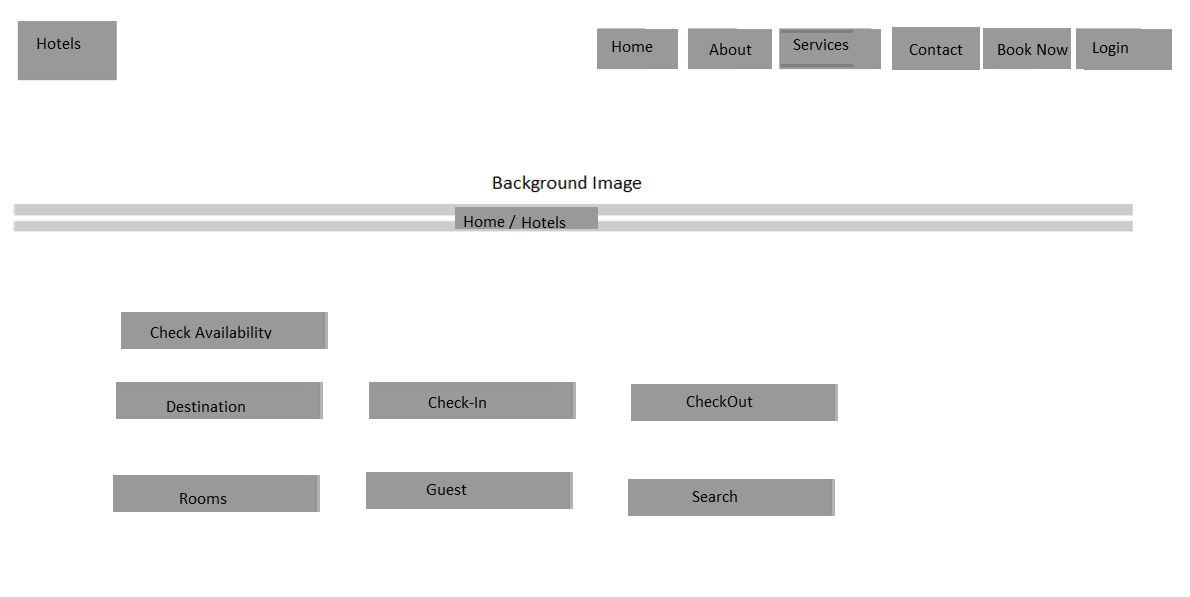 Hotels
Home About Services Contact Book Now Login
Background Image
Home / Hotels
Check Availability
Destination Check-In CheckOut
Rooms Guest Search